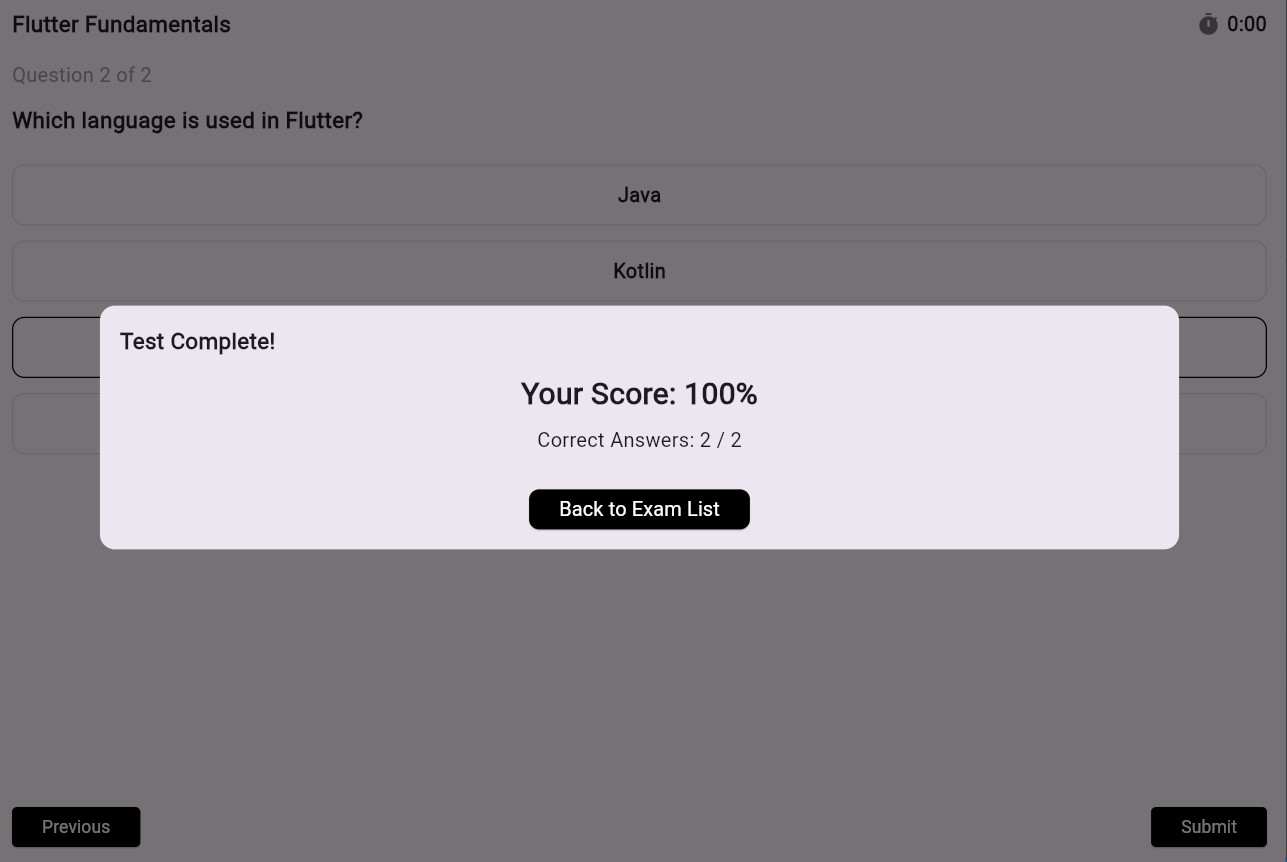 Flutter Fundamentals
0:00
Question 2 of 2
Which language is used in Flutter?
Java
Kotlin
Test Complete!
Your Score: 100%
Correct Answers: 2 / 2
Back to Exam List
Previous
Submit